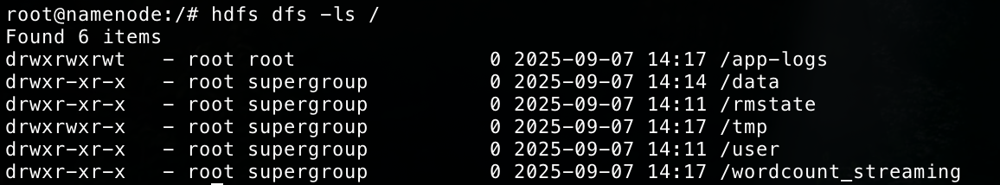 root@namenode:/# hdfs dfs -ls /
Found 6 items
drwxrwxrwt   - root root                0 2025-09-07 14:17 /app-logs
drwxr-xr-x   - root supergroup          0 2025-09-07 14:14 /data
drwxr-xr-x   - root supergroup          0 2025-09-07 14:11 /rmstate
drwxrwxr-x   - root supergroup          0 2025-09-07 14:17 /tmp
drwxr-xr-x   - root supergroup          0 2025-09-07 14:11 /user
drwxr-xr-x   - root supergroup          0 2025-09-07 14:17 /wordcount_streaming